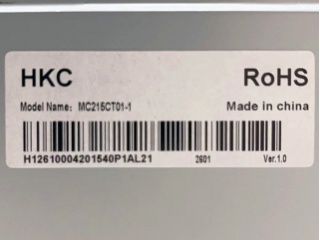 HKC RoHS
Model Name: MC215CT01-1 Made in china
H12610004201540P1AL21 2601 Ver.1.0